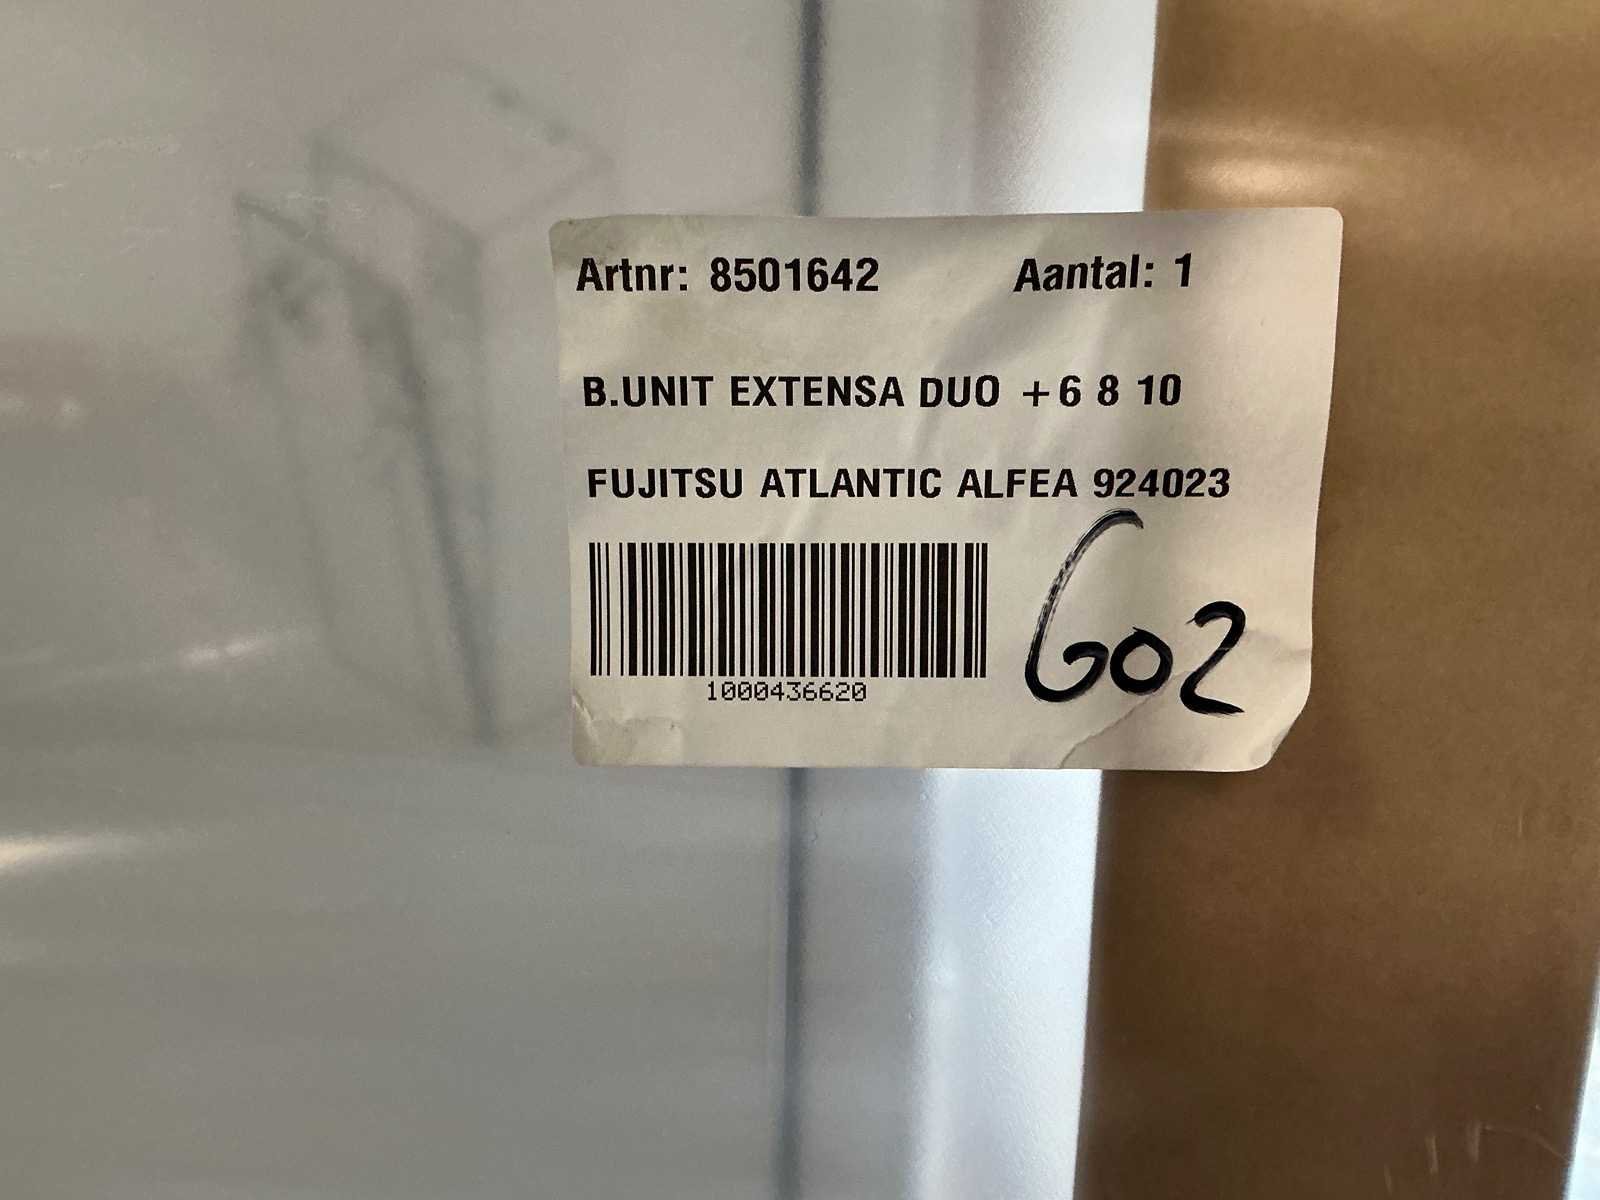 Artnr: 8501642 Aantal: 1
B.UNIT EXTENSA DUO +6 8 10
FUJITSU ATLANTIC ALFEA 924023
1000436620
G02